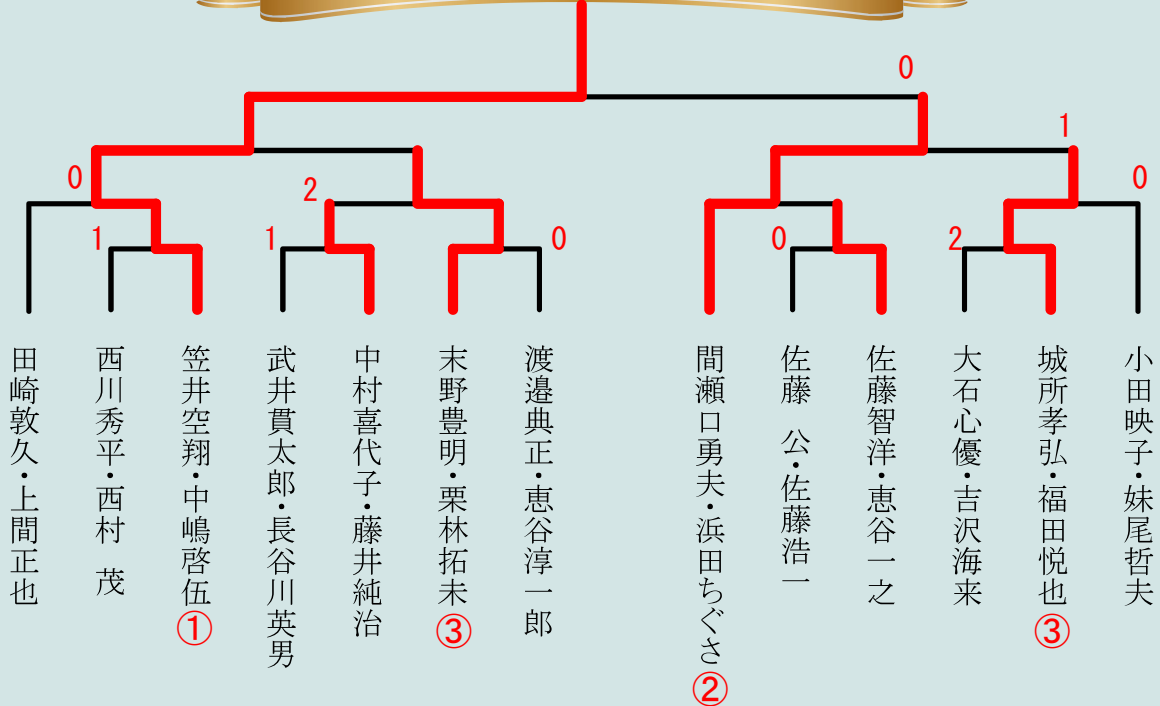 0
1
0
0
2
1
1
0
0
2
田崎敦久・上間正也
西川秀平・西村 茂
笠井空翔・中嶋啓伍①
武井貫太郎・長谷川英男
中村喜代子・藤井純治
末野豊明・栗林拓未③
渡邉典正・恵谷淳一郎
間瀬口勇夫・浜田ちぐさ②
佐藤 公・佐藤浩一
佐藤智洋・恵谷一之
大石心優・吉沢海来
城所孝弘・福田悦也③
小田映子・妹尾哲夫